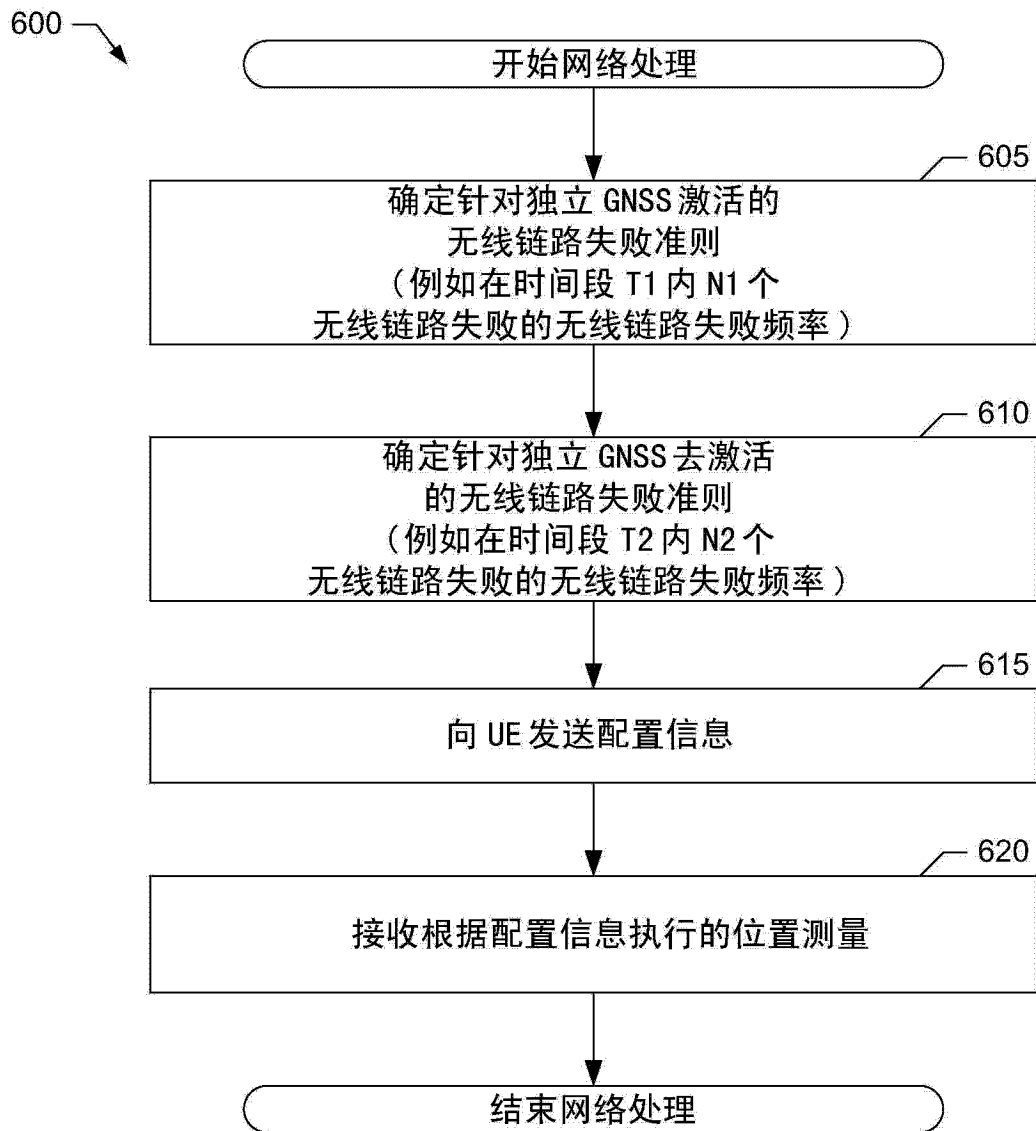 600
开始网络处理
605
确定针对独立 GNSS 激活的
无线链路失败准则
(例如在时间段 T1 内 N1 个
无线链路失败的无线链路失败频率)
610
确定针对独立 GNSS 去激活
的无线链路失败准则
(例如在时间段 T2 内 N2 个
无线链路失败的无线链路失败频率)
615
向 UE 发送配置信息
620
接收根据配置信息执行的位置测量
结束网络处理